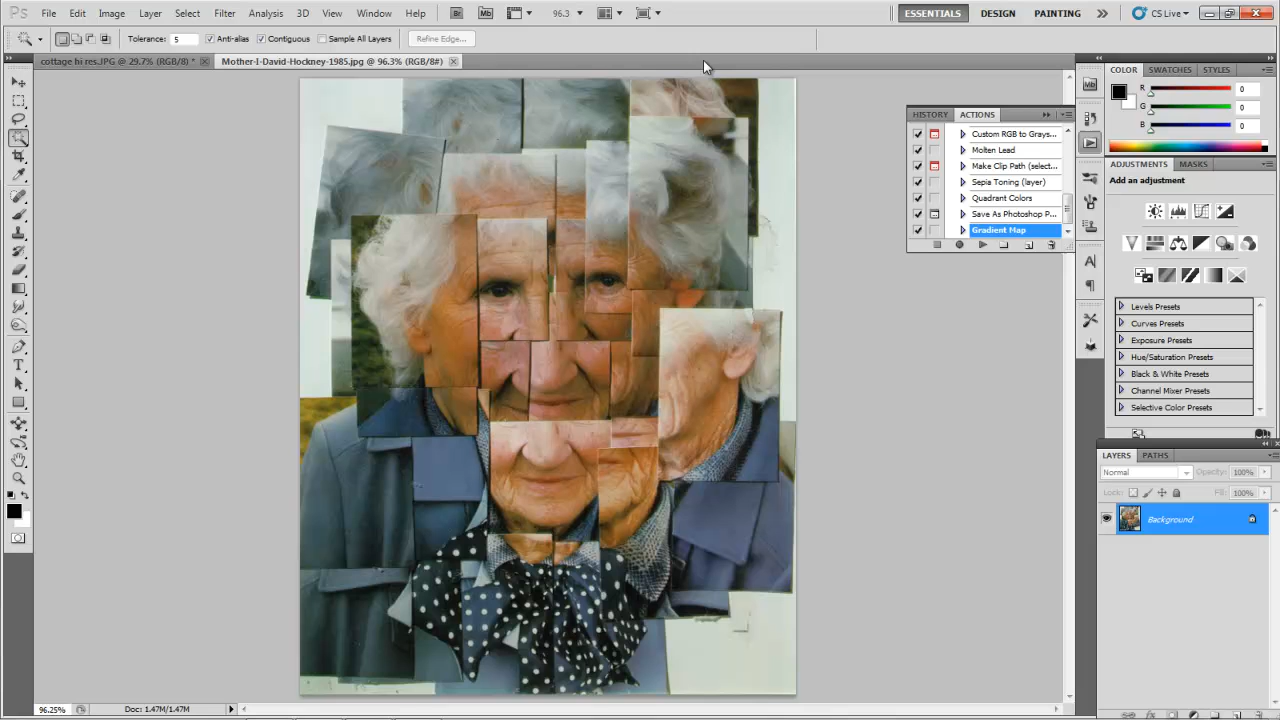 Ps File Edit Image Layer Select Filter Analysis 3D View Window Help Br Mb 96.3 ESSENTIALS DESIGN PAINTING CS Live
Tolerance: 5 Anti-alias Contiguous Sample All Layers Refine Edge...
cottage hi res.JPG @ 29.7% (RGB/8) * Mother-I-David-Hockney-1985.jpg @ 96.3% (RGB/8#)
COLOR SWATCHES STYLES
Mb
R 0
G 0
B 0
HISTORY ACTIONS
Custom RGB to Grays...
Molten Lead
Make Clip Path (select...
Sepia Toning (layer)
Quadrant Colors
Save As Photoshop P...
Gradient Map
ADJUSTMENTS MASKS
Add an adjustment
Levels Presets
Curves Presets
Exposure Presets
Hue/Saturation Presets
Black & White Presets
Channel Mixer Presets
Selective Color Presets
LAYERS PATHS
Normal Opacity: 100%
Lock: Fill: 100%
Background
96.25% Doc: 1.47M/1.47M